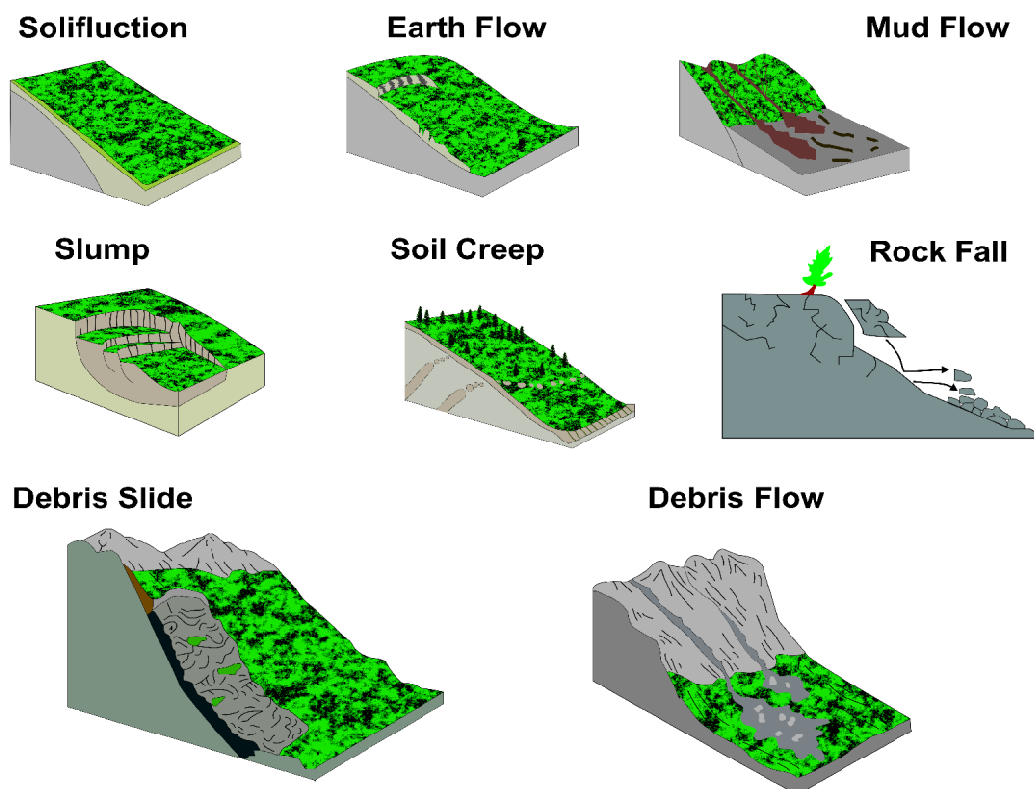 Solifluction
Earth Flow
Mud Flow
Slump
Soil Creep
Rock Fall
Debris Slide
Debris Flow